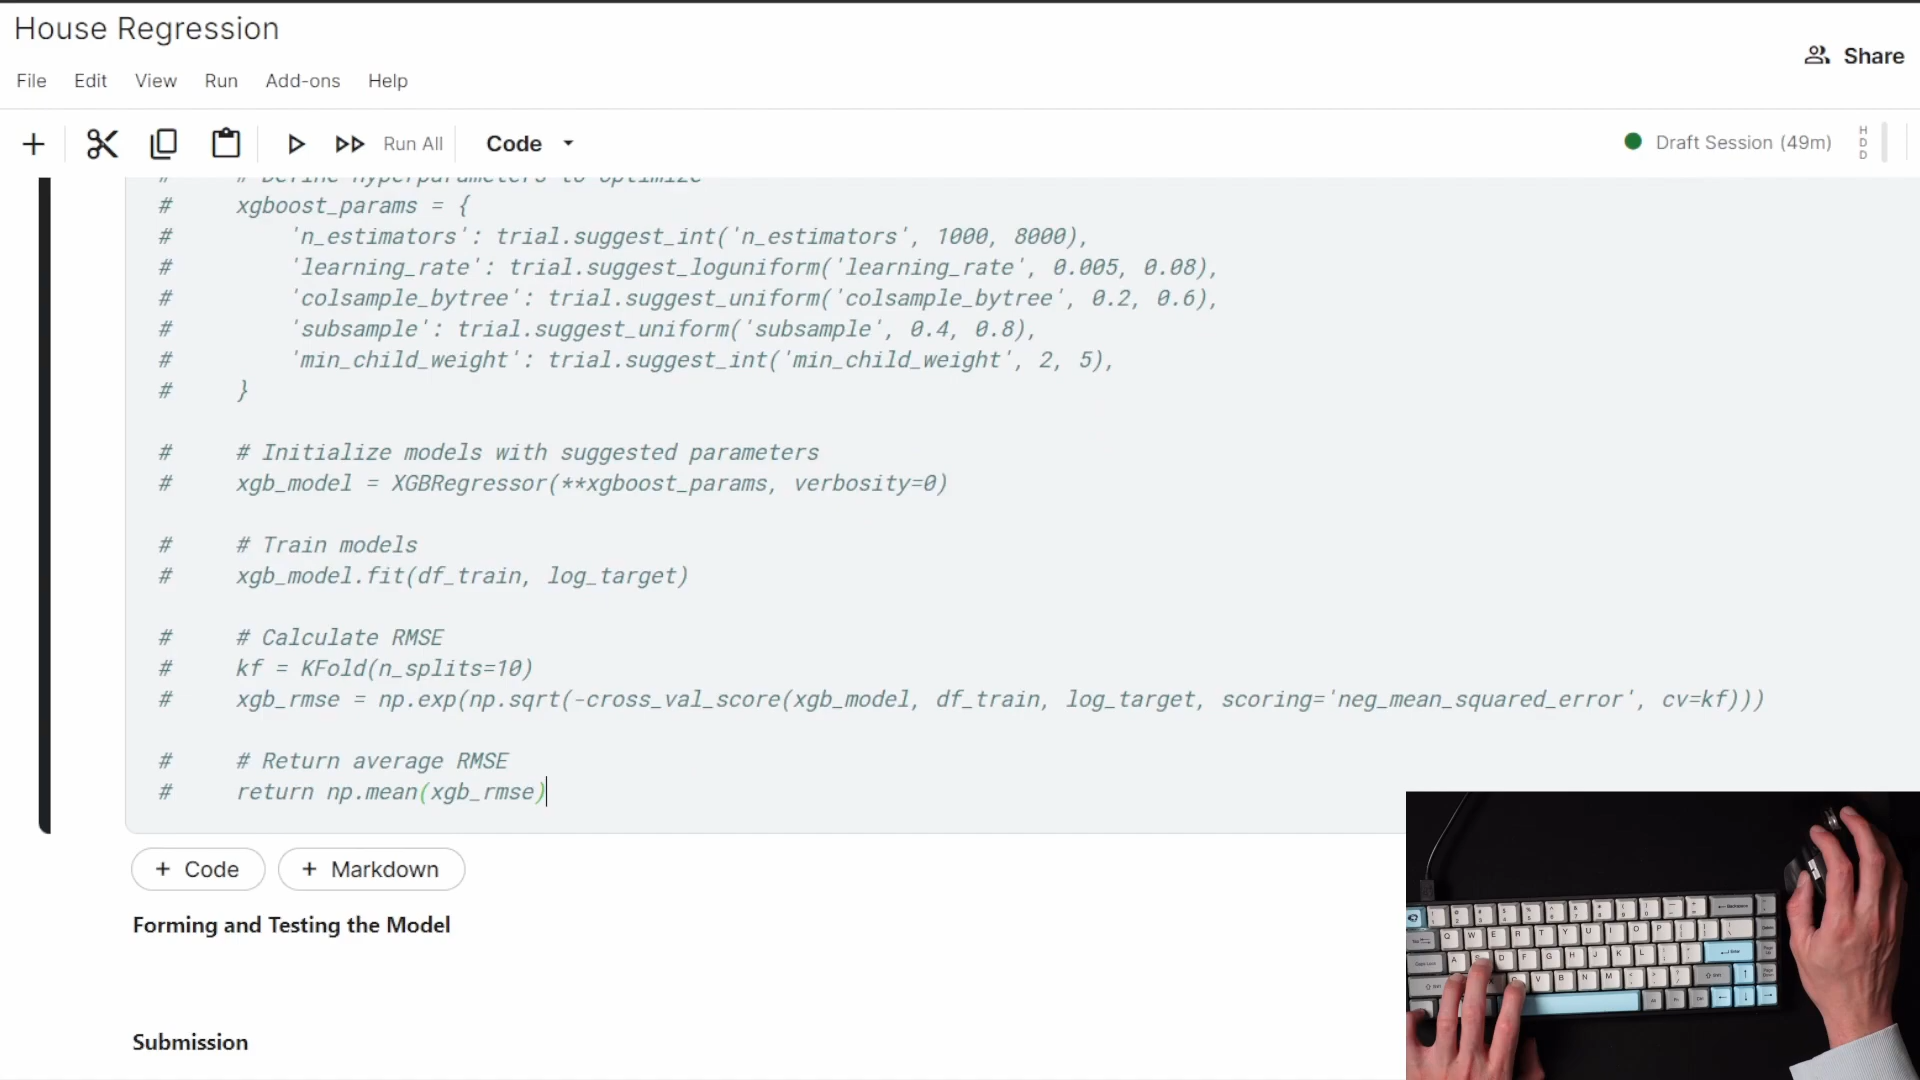 House Regression
Share
File Edit View Run Add-ons Help
Run All Code Draft Session (49m) HDD
# # Define hyperparameters to optimize
# xgboost_params = {
# 'n_estimators': trial.suggest_int('n_estimators', 1000, 8000),
# 'learning_rate': trial.suggest_loguniform('learning_rate', 0.005, 0.08),
# 'colsample_bytree': trial.suggest_uniform('colsample_bytree', 0.2, 0.6),
# 'subsample': trial.suggest_uniform('subsample', 0.4, 0.8),
# 'min_child_weight': trial.suggest_int('min_child_weight', 2, 5),
# }
# # Initialize models with suggested parameters
# xgb_model = XGBRegressor(**xgboost_params, verbosity=0)
# # Train models
# xgb_model.fit(df_train, log_target)
# # Calculate RMSE
# kf = KFold(n_splits=10)
# xgb_rmse = np.exp(np.sqrt(-cross_val_score(xgb_model, df_train, log_target, scoring='neg_mean_squared_error', cv=kf)))
# # Return average RMSE
# return np.mean(xgb_rmse)
+ Code + Markdown
Forming and Testing the Model
Submission